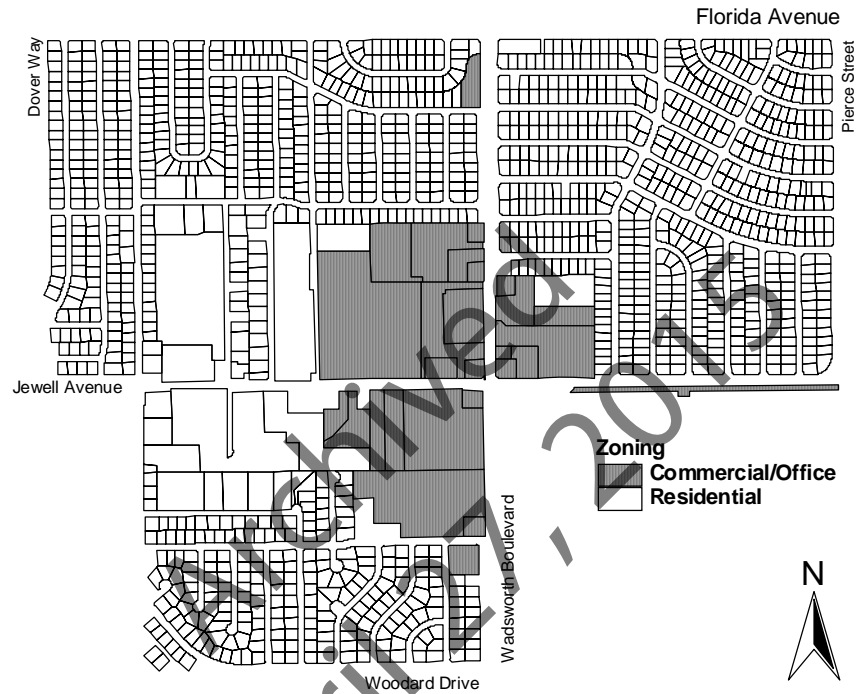 Florida Avenue
Dover Way
Pierce Street
Jewell Avenue
Zoning
Commercial/Office
Residential
Wadsworth Boulevard
N
Woodard Drive
Archived
ril 27, 2015